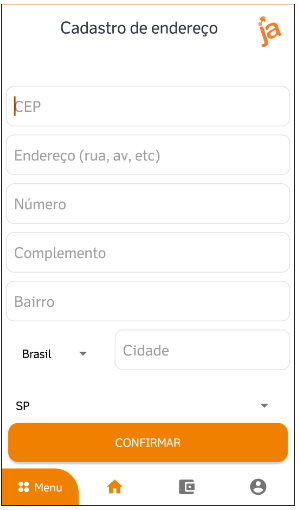 Cadastro de endereço
ja
CEP
Endereço (rua, av, etc)
Número
Complemento
Bairro
Brasil
Cidade
SP
CONFIRMAR
Menu